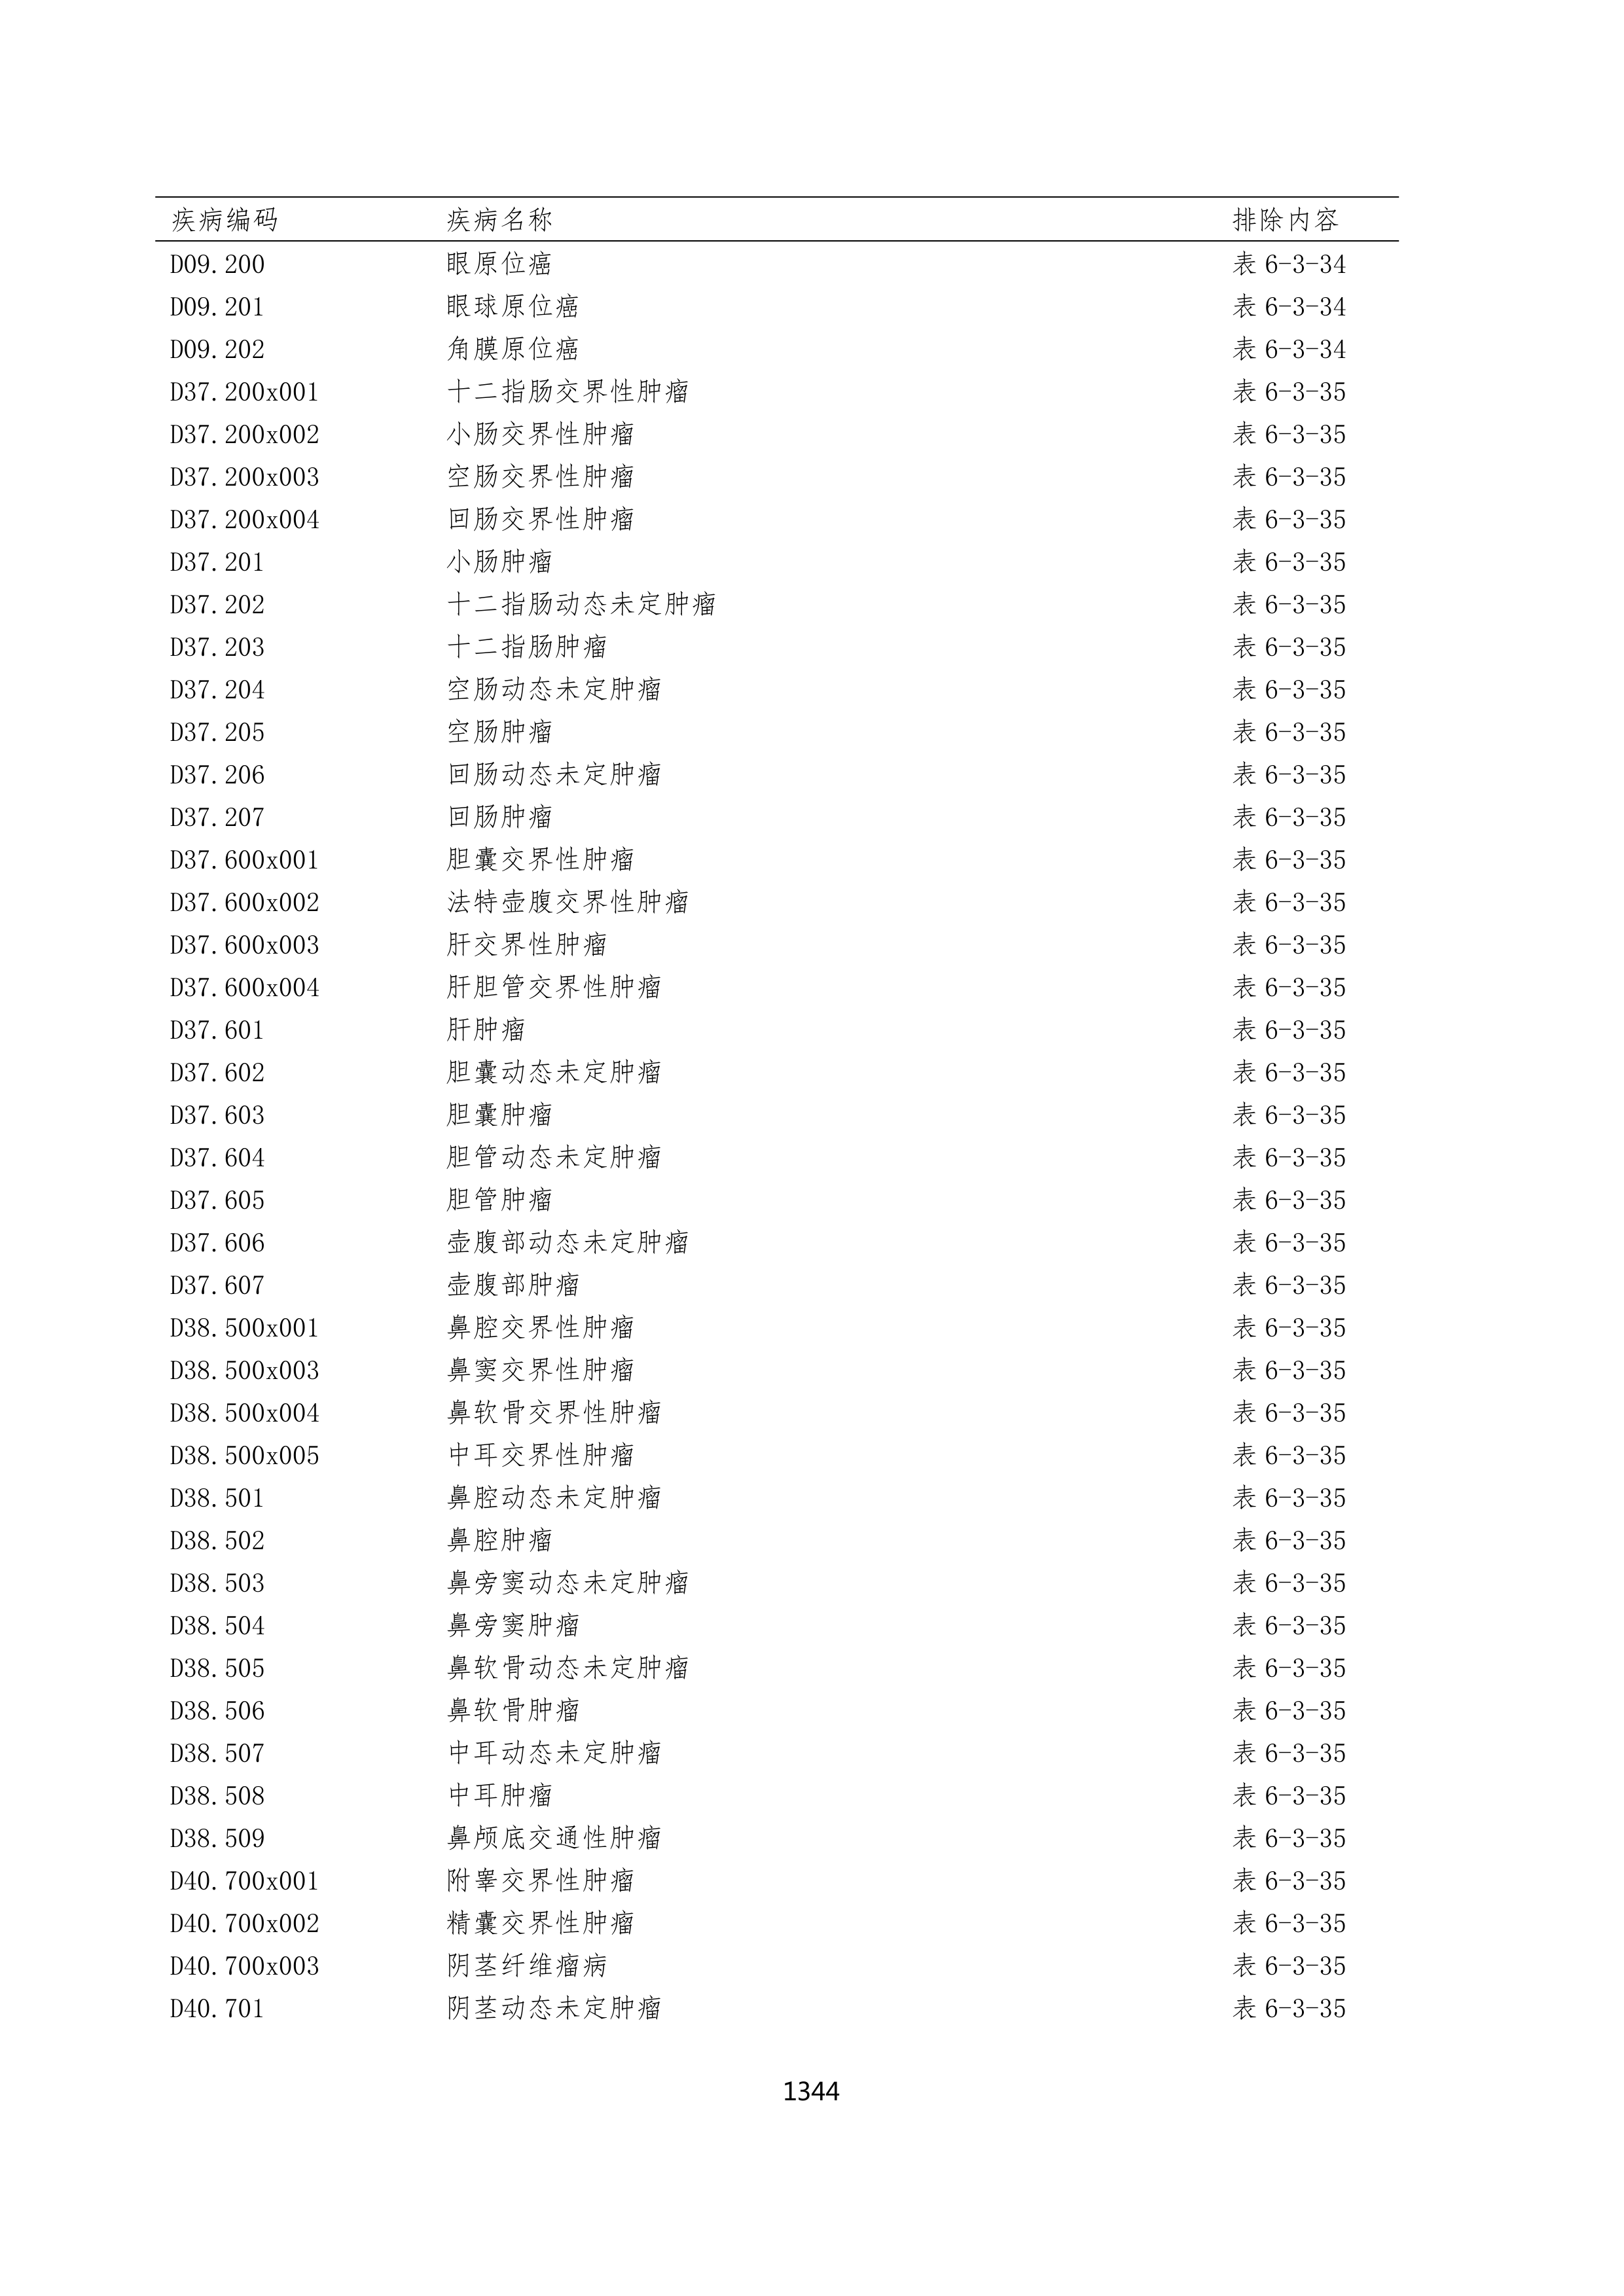 疾病编码 疾病名称 排除内容
D09.200 眼原位癌 表 6-3-34
D09.201 眼球原位癌 表 6-3-34
D09.202 角膜原位癌 表 6-3-34
D37.200x001 十二指肠交界性肿瘤 表 6-3-35
D37.200x002 小肠交界性肿瘤 表 6-3-35
D37.200x003 空肠交界性肿瘤 表 6-3-35
D37.200x004 回肠交界性肿瘤 表 6-3-35
D37.201 小肠肿瘤 表 6-3-35
D37.202 十二指肠动态未定肿瘤 表 6-3-35
D37.203 十二指肠肿瘤 表 6-3-35
D37.204 空肠动态未定肿瘤 表 6-3-35
D37.205 空肠肿瘤 表 6-3-35
D37.206 回肠动态未定肿瘤 表 6-3-35
D37.207 回肠肿瘤 表 6-3-35
D37.600x001 胆囊交界性肿瘤 表 6-3-35
D37.600x002 法特壶腹交界性肿瘤 表 6-3-35
D37.600x003 肝交界性肿瘤 表 6-3-35
D37.600x004 肝胆管交界性肿瘤 表 6-3-35
D37.601 肝肿瘤 表 6-3-35
D37.602 胆囊动态未定肿瘤 表 6-3-35
D37.603 胆囊肿瘤 表 6-3-35
D37.604 胆管动态未定肿瘤 表 6-3-35
D37.605 胆管肿瘤 表 6-3-35
D37.606 壶腹部动态未定肿瘤 表 6-3-35
D37.607 壶腹部肿瘤 表 6-3-35
D38.500x001 鼻腔交界性肿瘤 表 6-3-35
D38.500x003 鼻窦交界性肿瘤 表 6-3-35
D38.500x004 鼻软骨交界性肿瘤 表 6-3-35
D38.500x005 中耳交界性肿瘤 表 6-3-35
D38.501 鼻腔动态未定肿瘤 表 6-3-35
D38.502 鼻腔肿瘤 表 6-3-35
D38.503 鼻旁窦动态未定肿瘤 表 6-3-35
D38.504 鼻旁窦肿瘤 表 6-3-35
D38.505 鼻软骨动态未定肿瘤 表 6-3-35
D38.506 鼻软骨肿瘤 表 6-3-35
D38.507 中耳动态未定肿瘤 表 6-3-35
D38.508 中耳肿瘤 表 6-3-35
D38.509 鼻颅底交通性肿瘤 表 6-3-35
D40.700x001 附睾交界性肿瘤 表 6-3-35
D40.700x002 精囊交界性肿瘤 表 6-3-35
D40.700x003 阴茎纤维瘤病 表 6-3-35
D40.701 阴茎动态未定肿瘤 表 6-3-35
1344